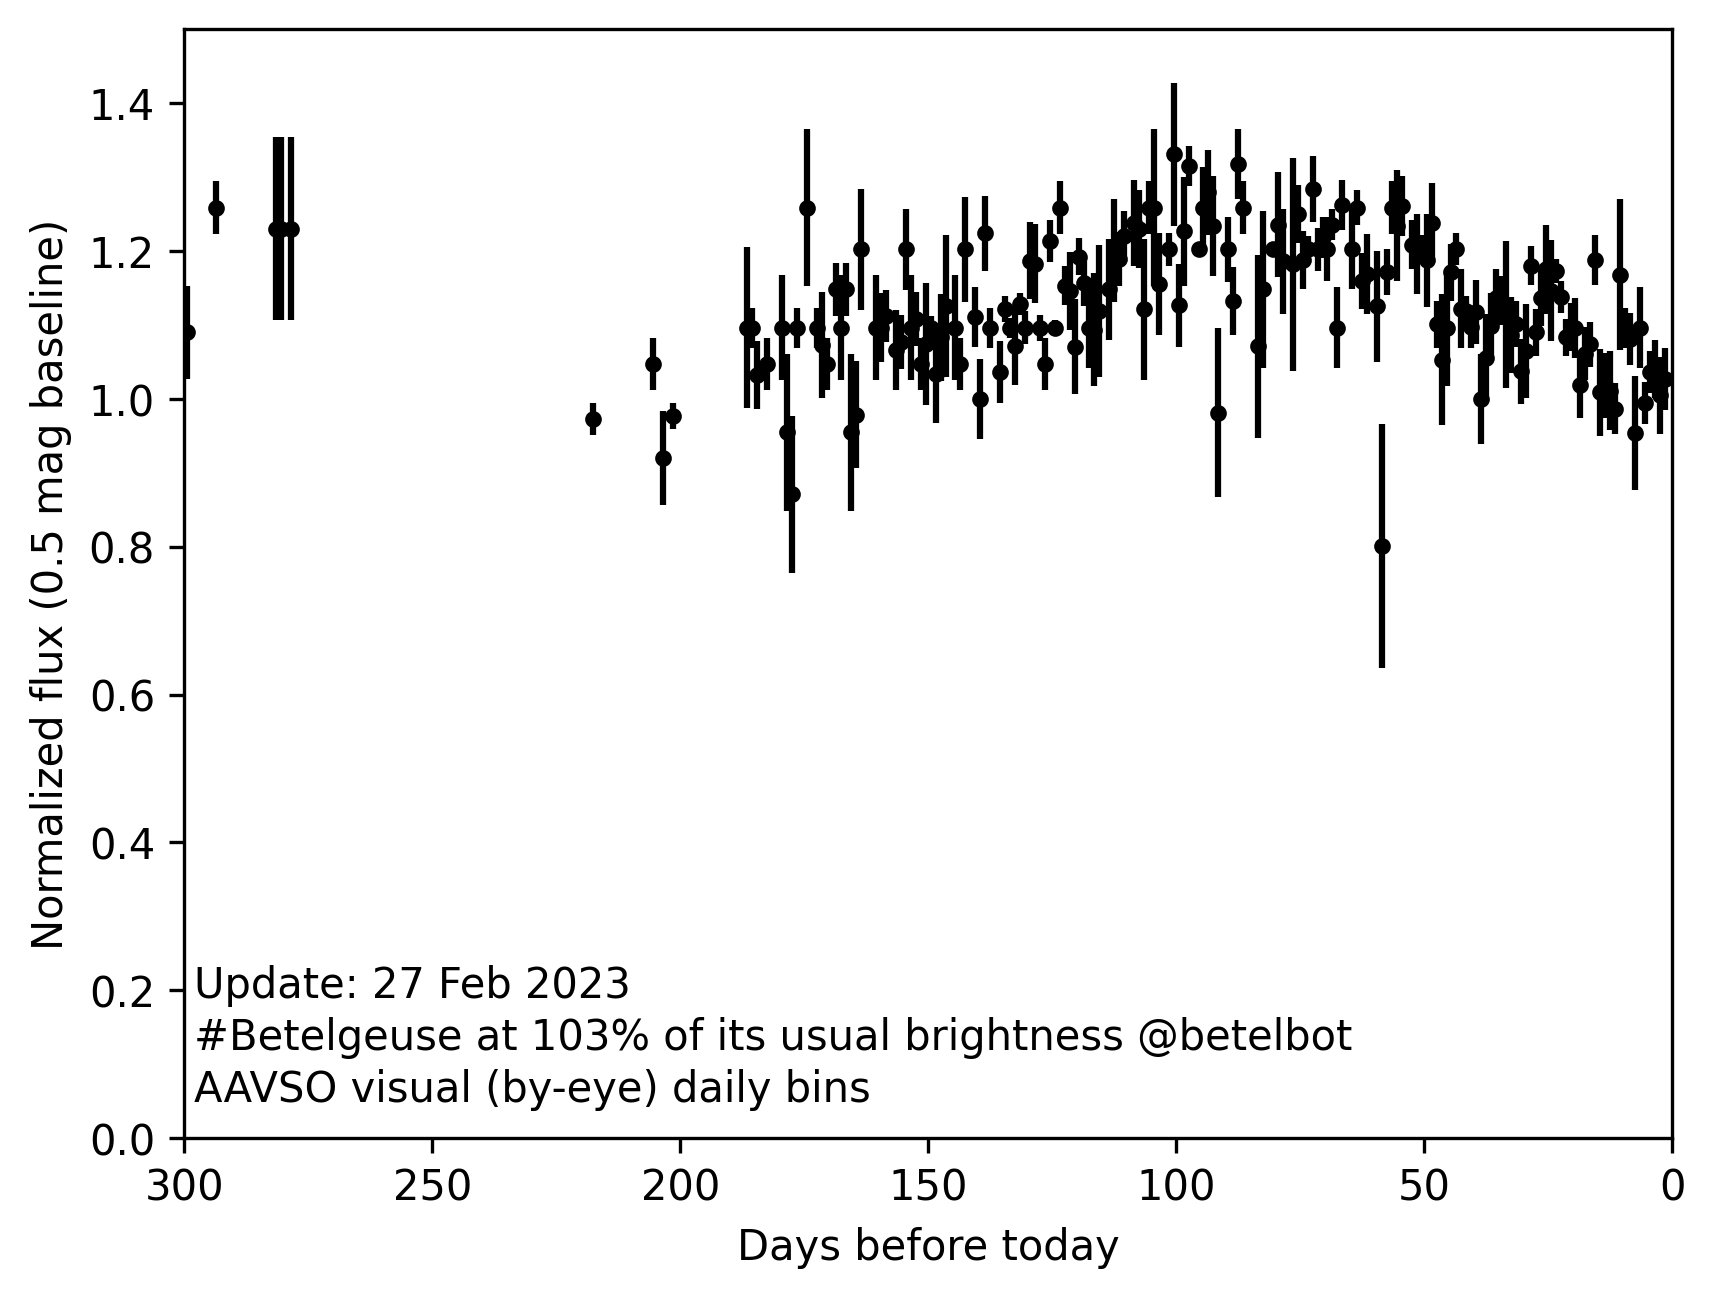 Normalized flux (0.5 mag baseline)
1.4
1.2
1.0
0.8
0.6
0.4
0.2
0.0
Update: 27 Feb 2023
#Betelgeuse at 103% of its usual brightness @betelbot
AAVSO visual (by-eye) daily bins
300 250 200 150 100 50 0
Days before today